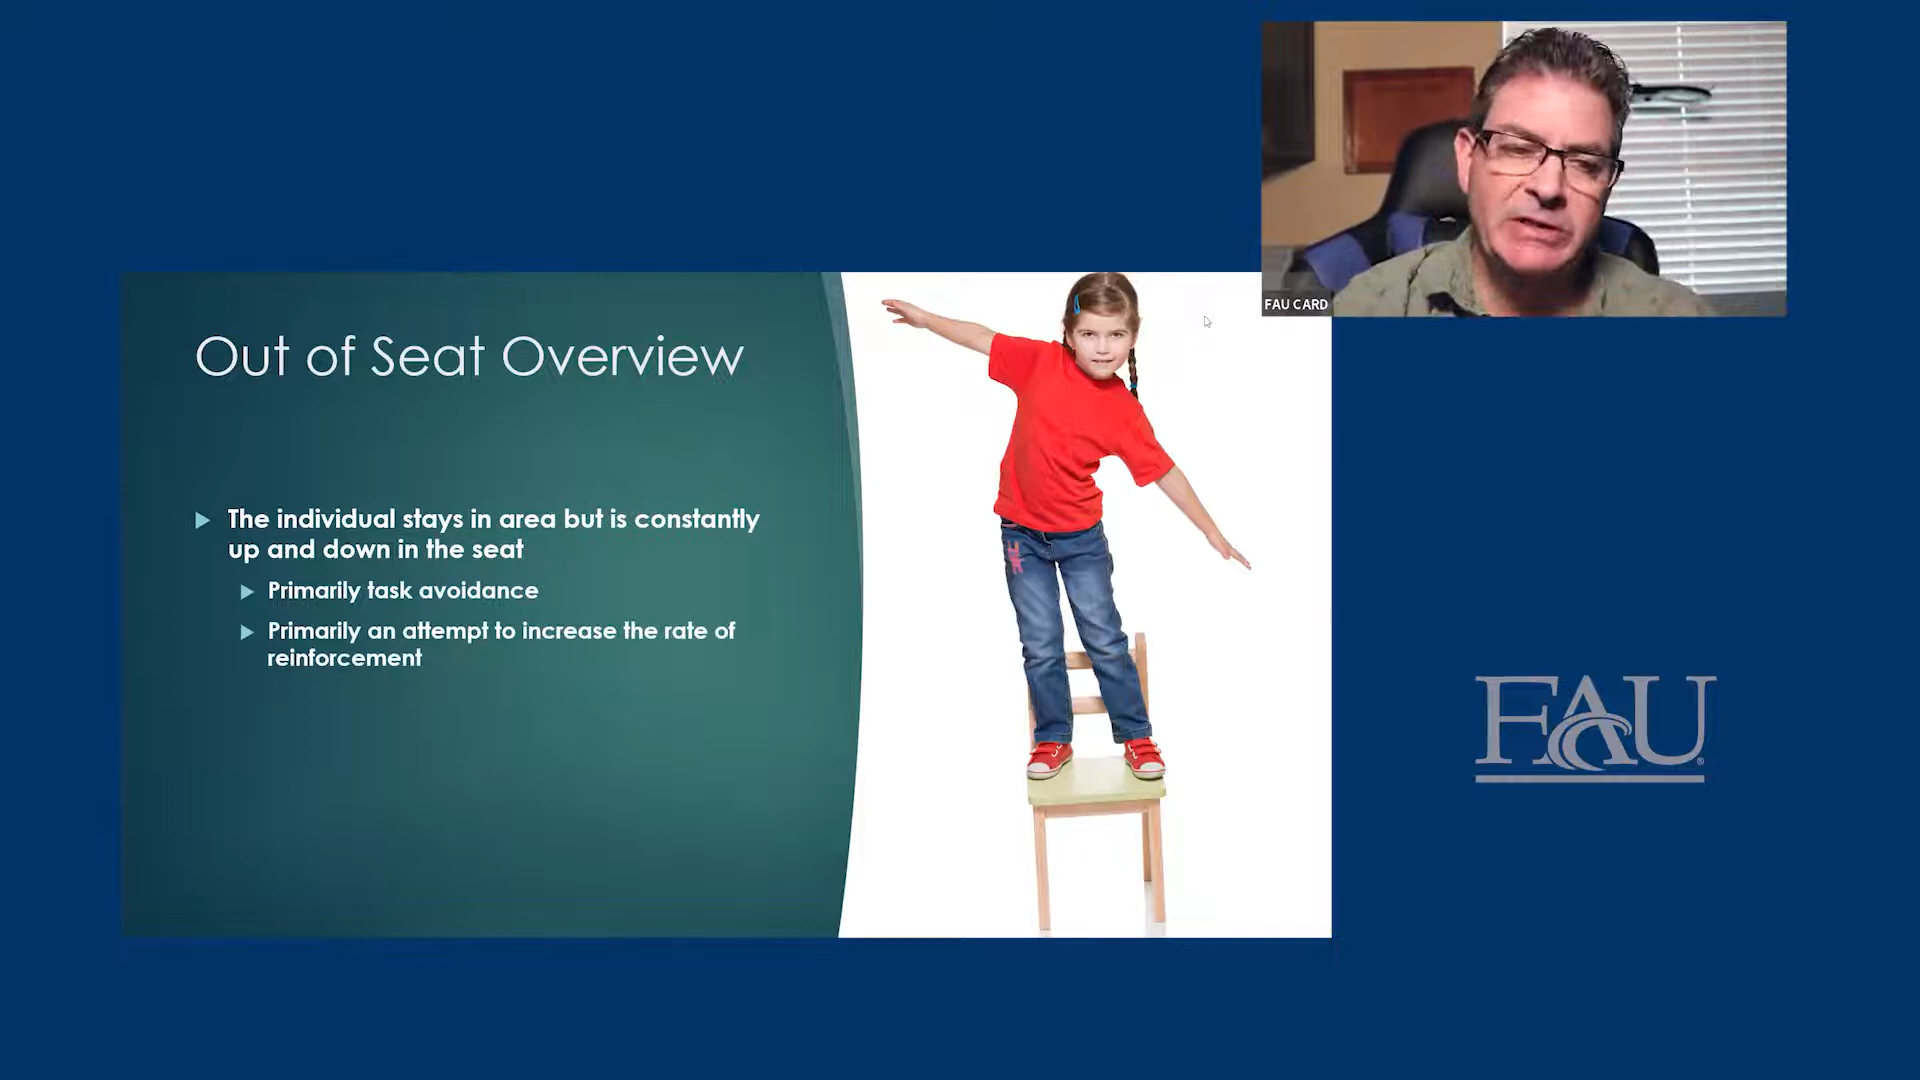 FAU CARD
Out of Seat Overview
The individual stays in area but is constantly
up and down in the seat
Primarily task avoidance
Primarily an attempt to increase the rate of
reinforcement
FAU®